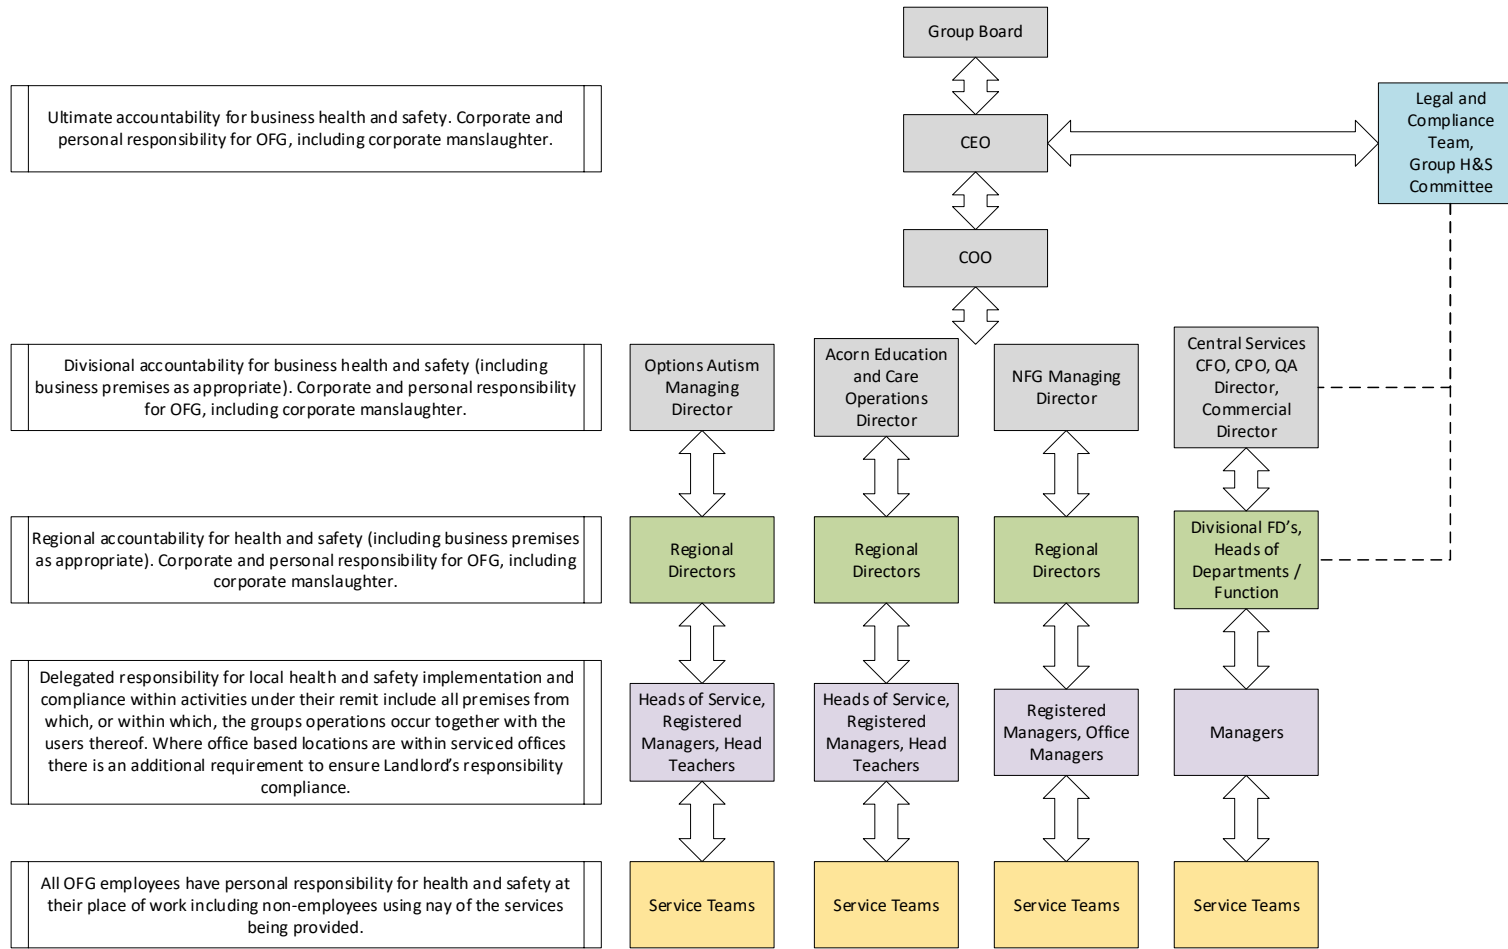 Group Board
Ultimate accountability for business health and safety. Corporate and
personal responsibility for OFG, including corporate manslaughter.
CEO
Legal and
Compliance
Team,
Group H&S
Committee
COO
Divisional accountability for business health and safety (including
business premises as appropriate). Corporate and personal responsibility
for OFG, including corporate manslaughter.
Options Autism
Managing
Director
Acorn Education
and Care
Operations
Director
NFG Managing
Director
Central Services
CFO, CPO, QA
Director,
Commercial
Director
Regional accountability for health and safety (including business premises
as appropriate). Corporate and personal responsibility for OFG, including
corporate manslaughter.
Regional
Directors
Regional
Directors
Regional
Directors
Divisional FD’s,
Heads of
Departments /
Function
Delegated responsibility for local health and safety implementation and
compliance within activities under their remit include all premises from
which, or within which, the groups operations occur together with the
users thereof. Where office based locations are within serviced offices
there is an additional requirement to ensure Landlord’s responsibility
compliance.
Heads of Service,
Registered
Managers, Head
Teachers
Heads of Service,
Registered
Managers, Head
Teachers
Registered
Managers, Office
Managers
Managers
All OFG employees have personal responsibility for health and safety at
their place of work including non-employees using nay of the services
being provided.
Service Teams
Service Teams
Service Teams
Service Teams